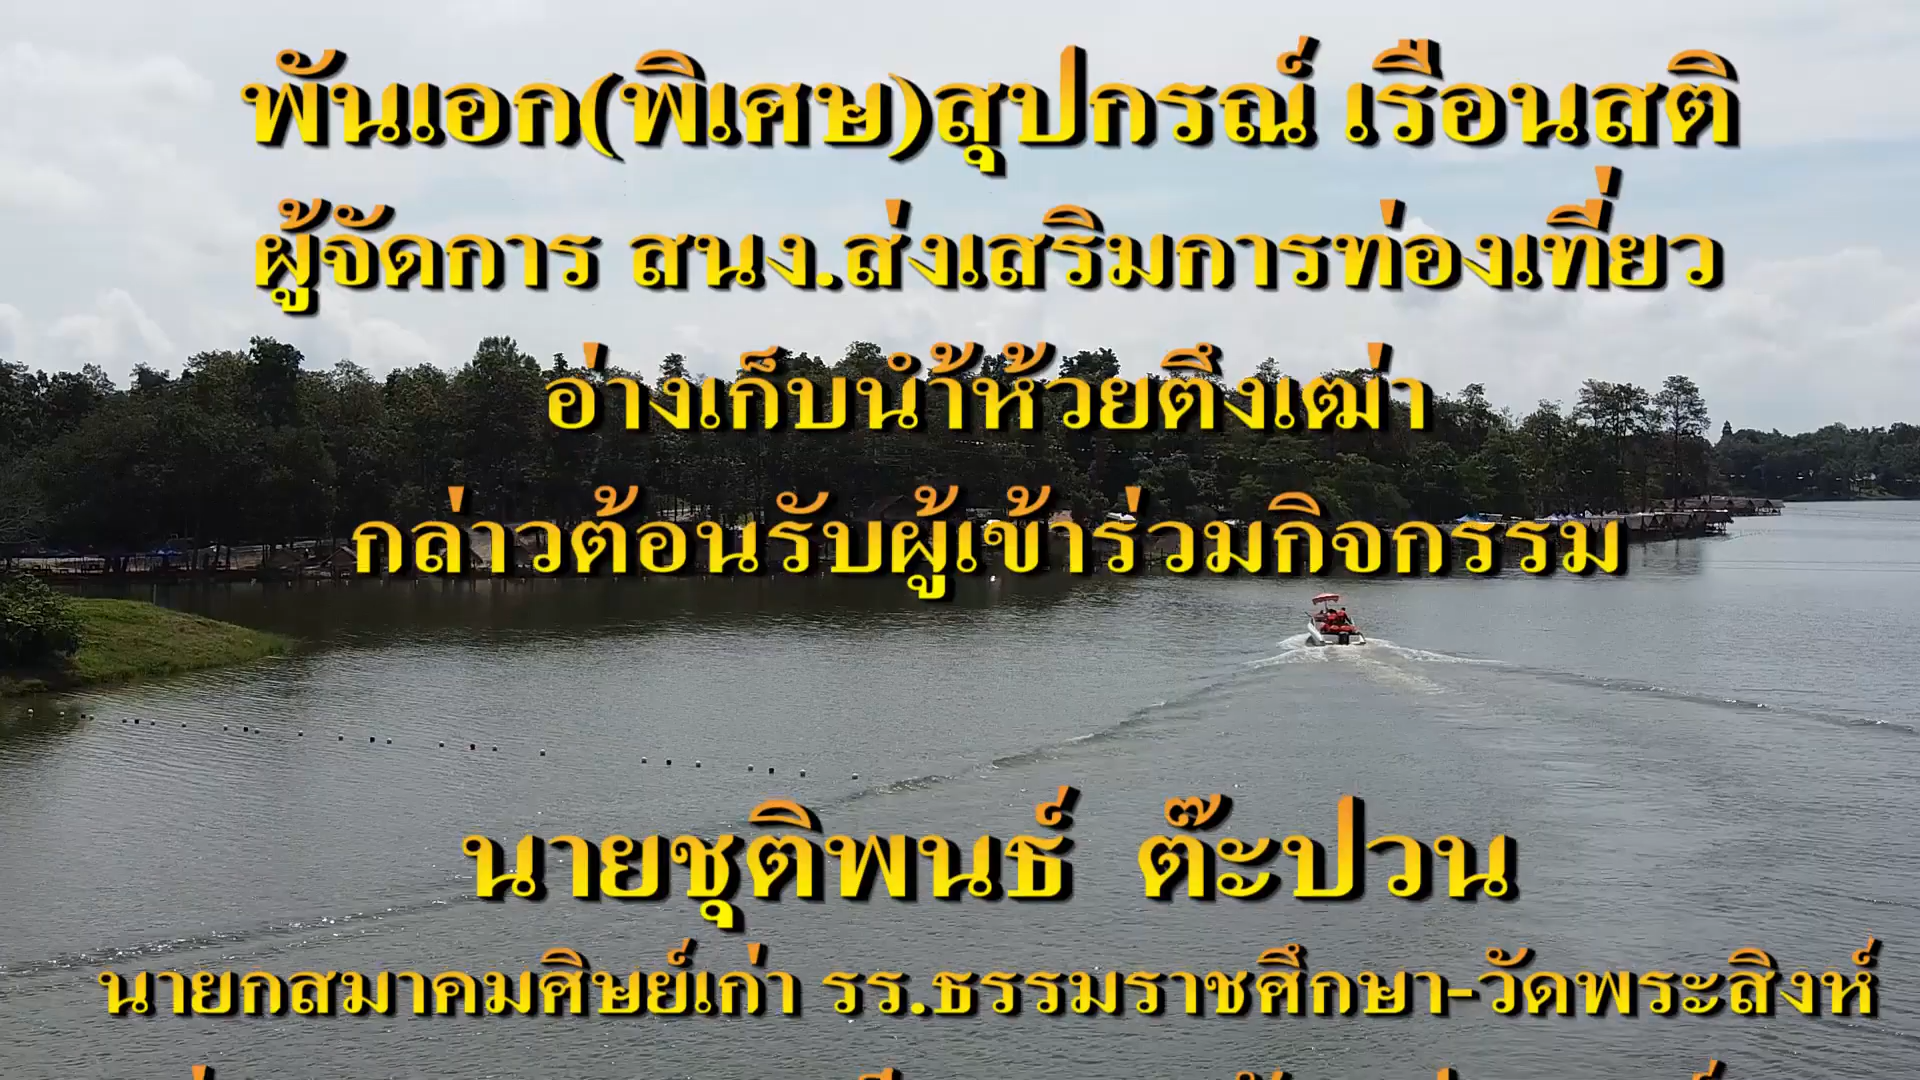 พันเอก(พิเศษ)สุปกรณ์ เรือนสติ
ผู้จัดการ สนง.ส่งเสริมการท่องเที่ยว
อ่างเก็บน้ำห้วยตึงเฒ่า
กล่าวต้อนรับผู้เข้าร่วมกิจกรรม
นายชุติพนธ์ ต๊ะปวน
นายกสมาคมศิษย์เก่า รร.ธรรมราชศึกษา-วัดพระสิงห์